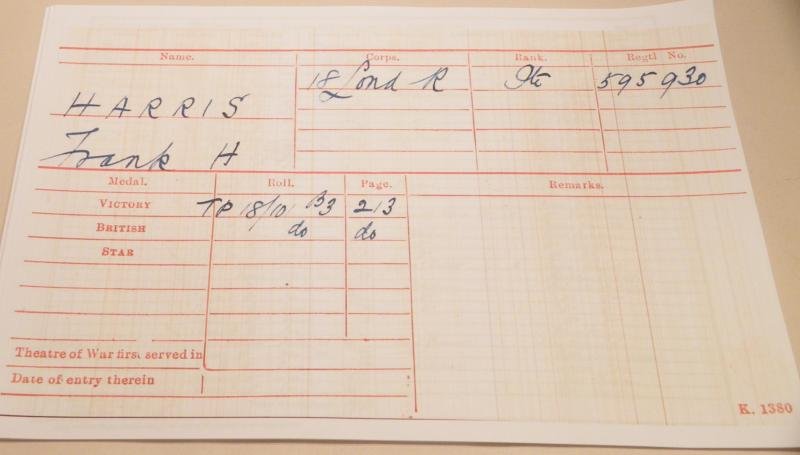 Name. Corps. Rank. Regtl No.
18 Lond R Pte 595930
HARRIS
Frank H
Medal. Roll. Page. Remarks.
VICTORY TP 18/101 B3 213
BRITISH do do
STAR
Theatre of War first served in
Date of entry therein
K. 1380